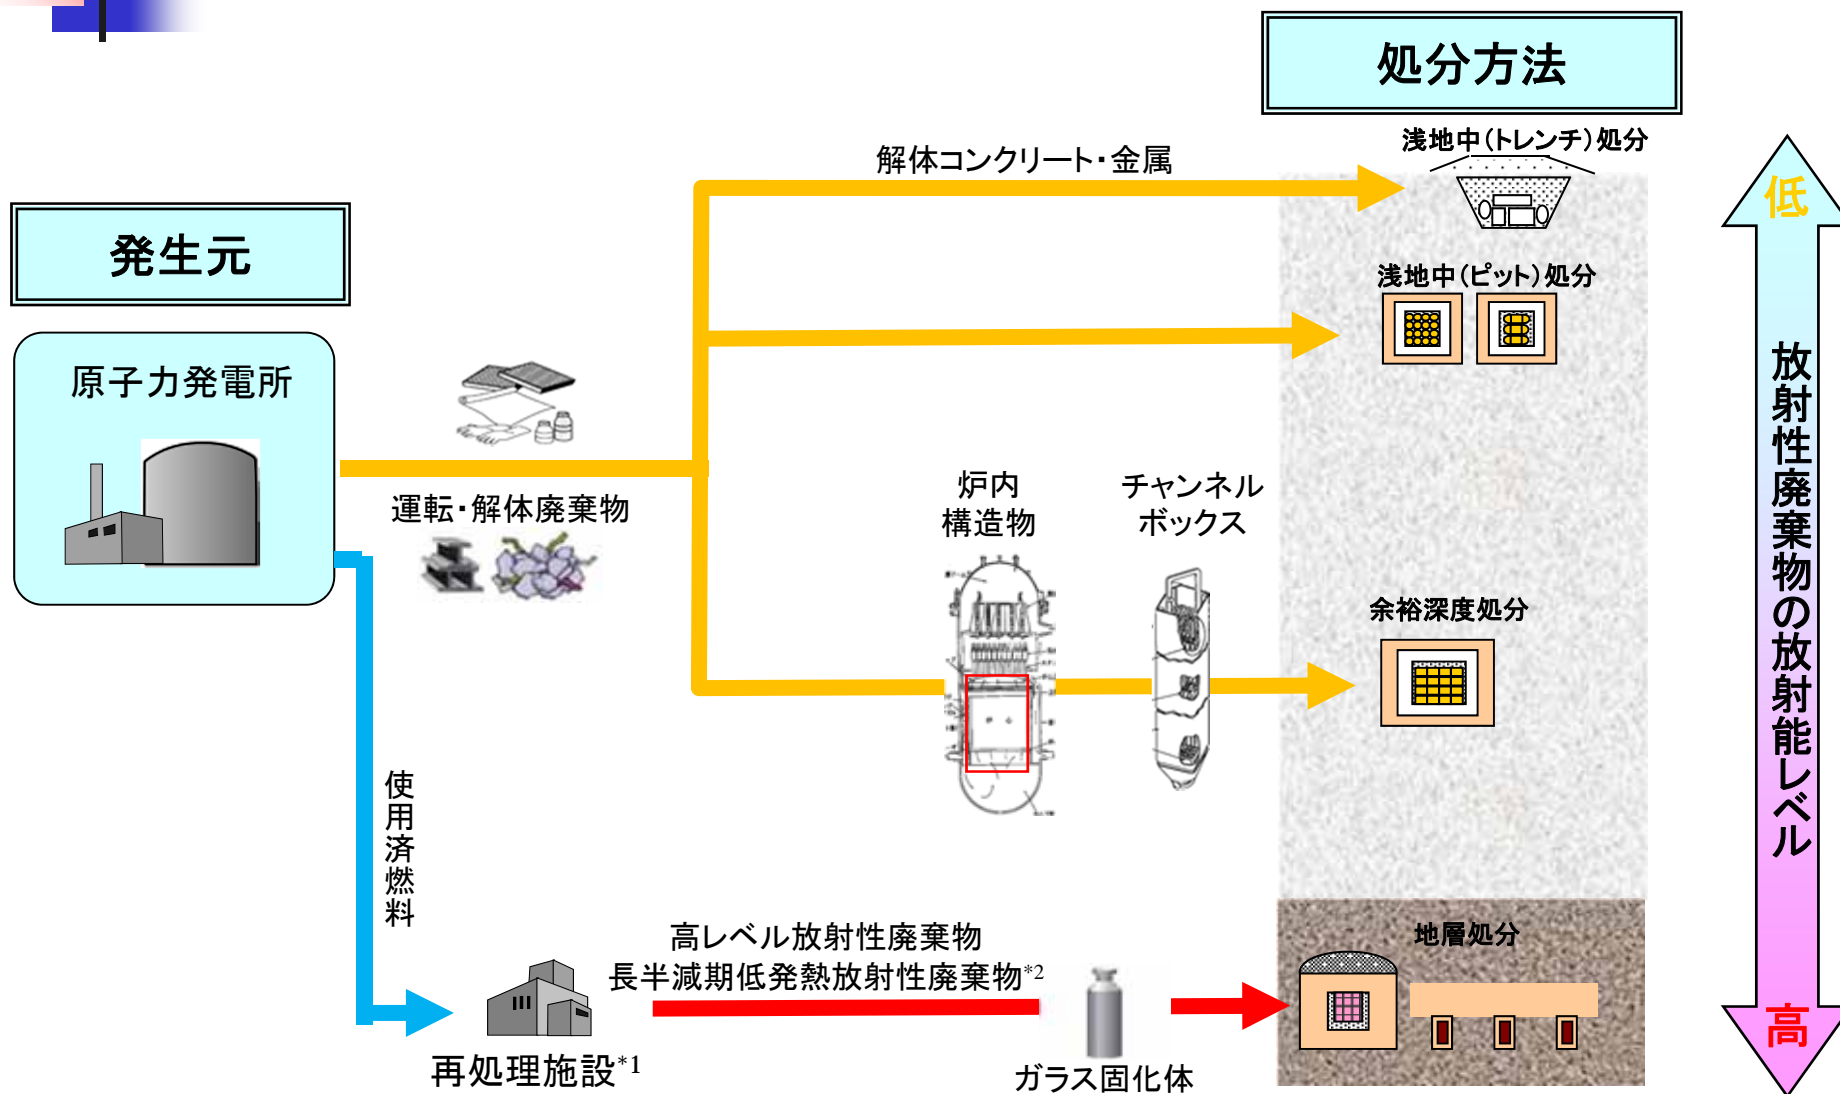 処分方法
発生元
浅地中(トレンチ)処分
解体コンクリート・金属
低
浅地中(ピット)処分
原子力発電所
運転・解体廃棄物
炉内
構造物
チャンネル
ボックス
余裕深度処分
放射性廃棄物の放射能レベル
使用済燃料
高レベル放射性廃棄物
長半減期低発熱放射性廃棄物*2
地層処分
高
再処理施設*1
ガラス固化体